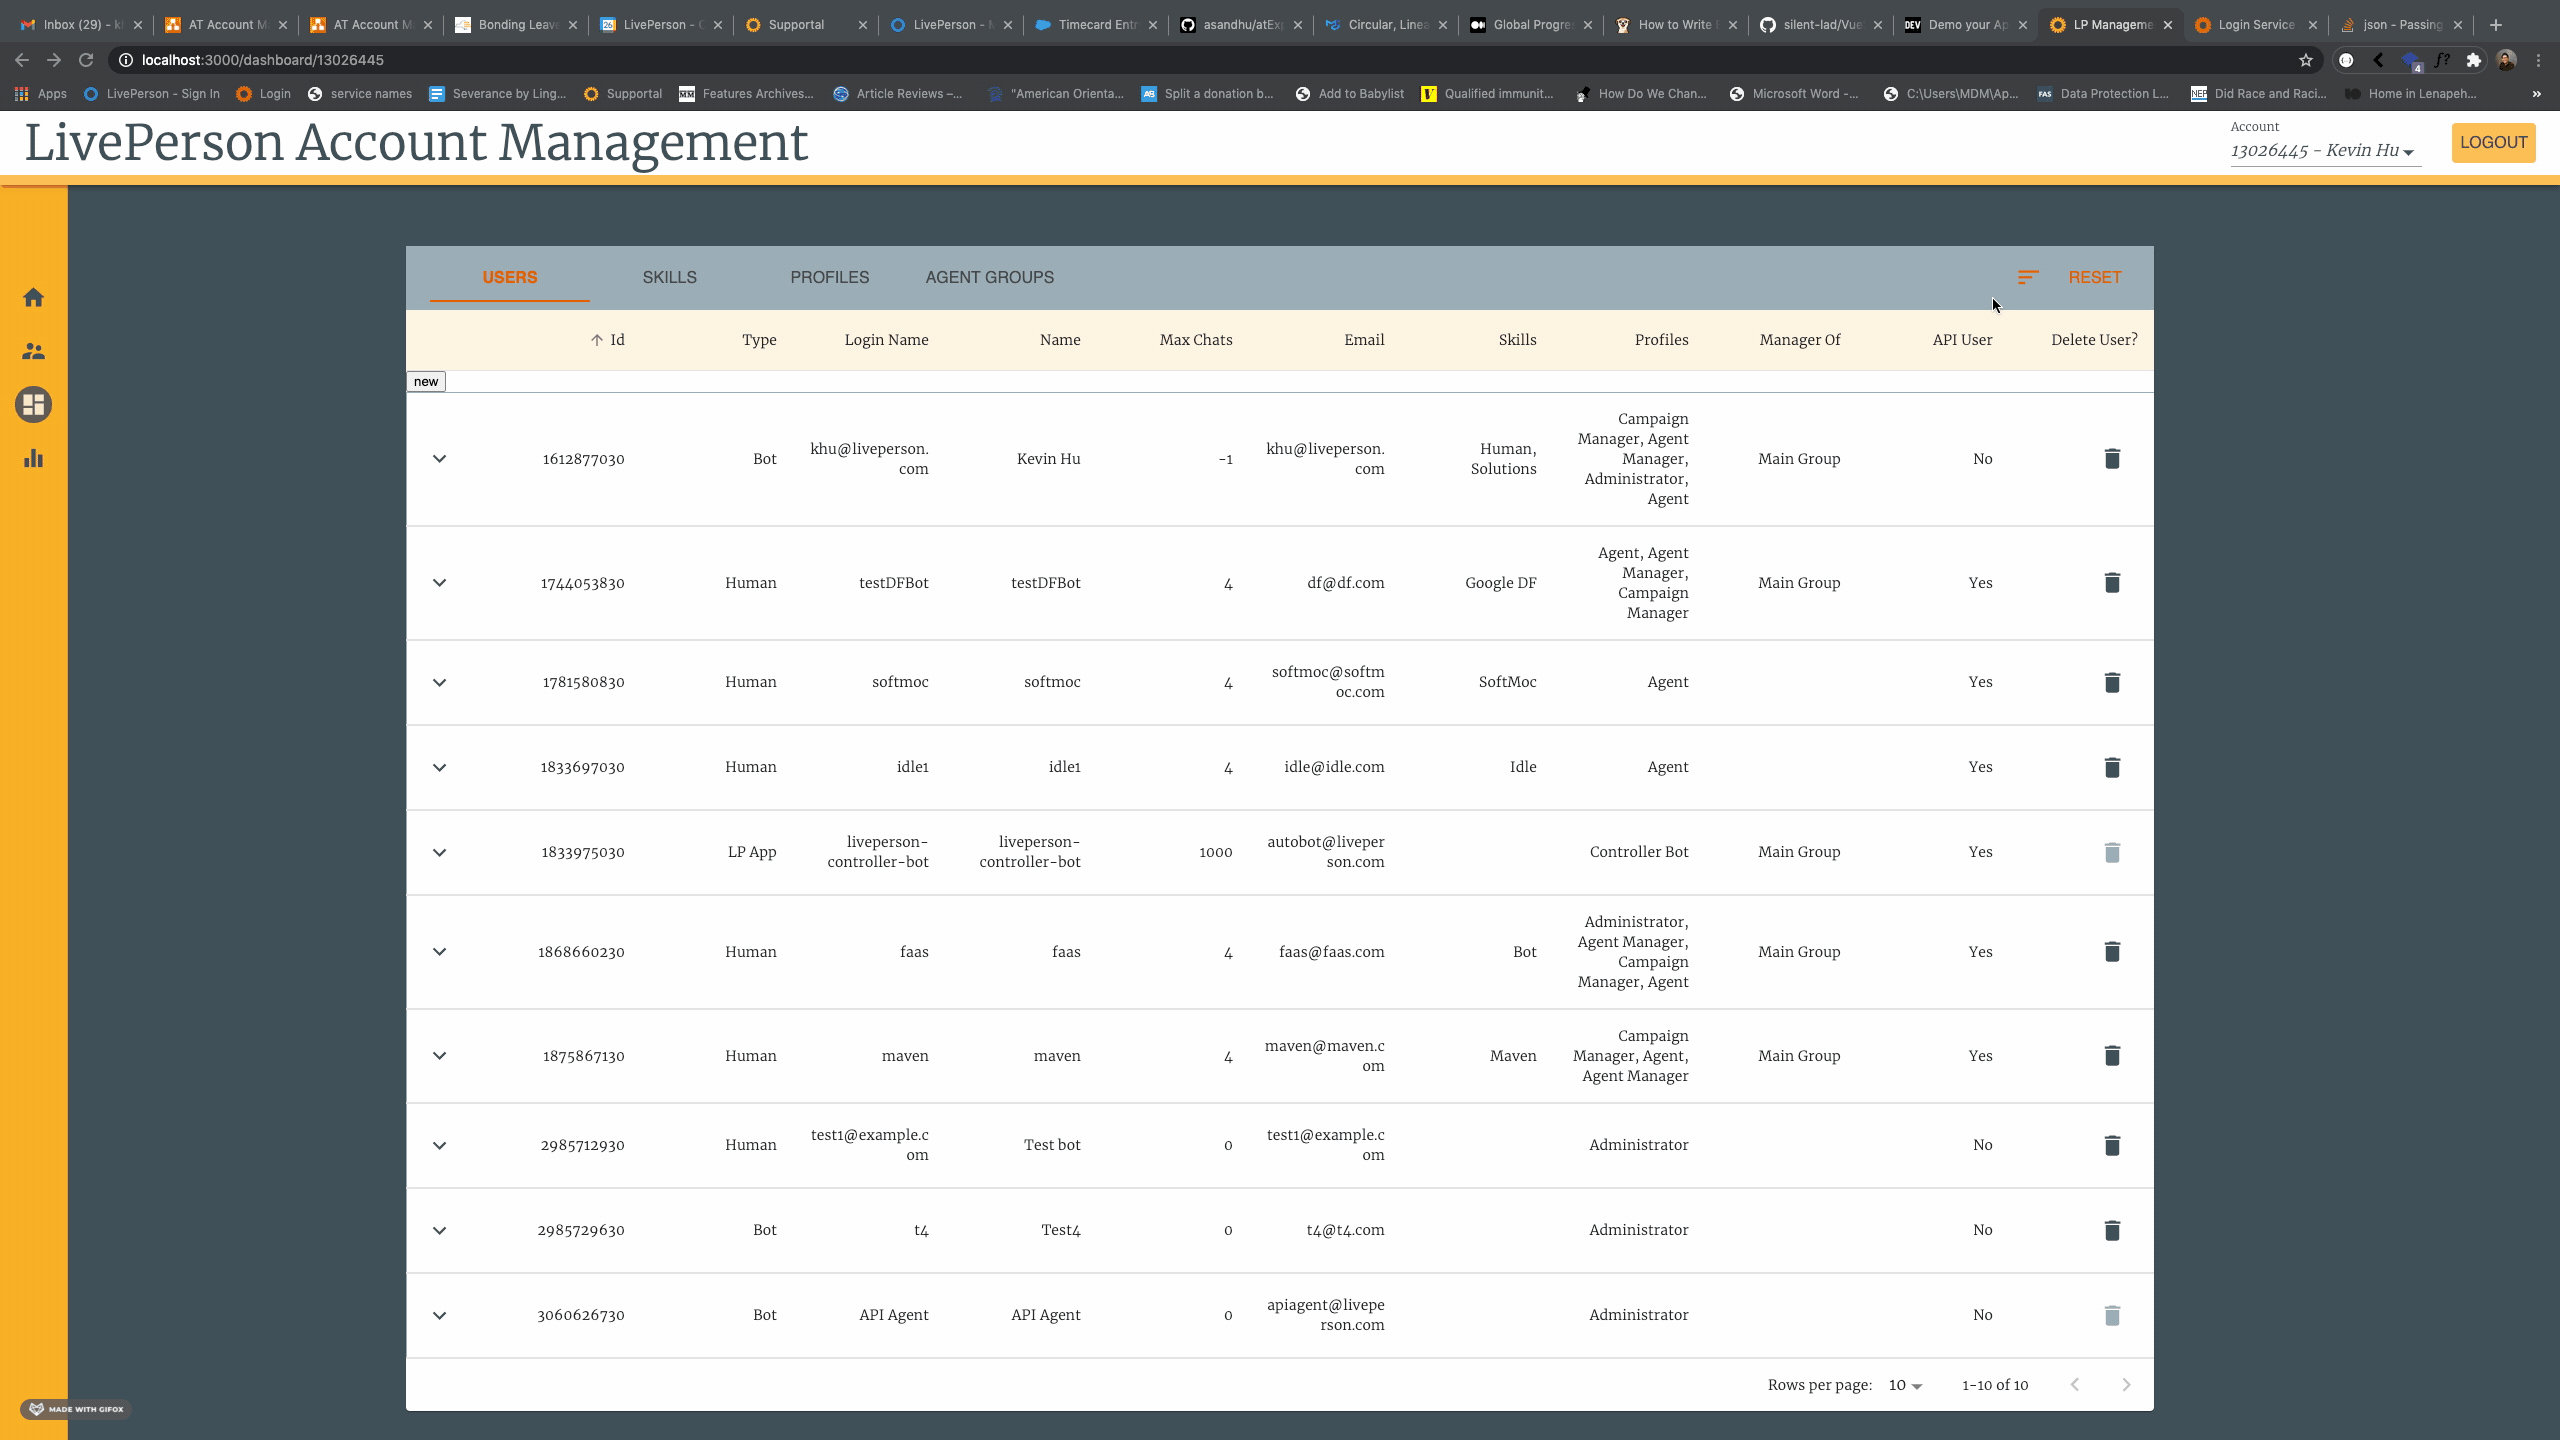 Inbox (29) - k
AT Account M
AT Account M
Bonding Leav
LivePerson - C
Supportal
LivePerson -
Timecard Entr
asandhu/atExp
Circular, Linea
Global Progre
How to Write
silent-lad/Vue
Demo your Ap
LP Manageme
Login Service
json - Passing
localhost:3000/dashboard/13026445
Apps
LivePerson - Sign In
Login
service names
Severance by Ling...
Supportal
Features Archives...
Article Reviews –...
"American Orienta...
Split a donation b...
Add to Babylist
Qualified immunit...
How Do We Chan...
Microsoft Word -...
C:\Users\MDM\Ap...
Data Protection L...
Did Race and Raci...
Home in Lenapeh...
»
LivePerson Account Management
Account
13026445 - Kevin Hu
LOGOUT
USERS SKILLS PROFILES AGENT GROUPS RESET
Id Type Login Name Name Max Chats Email Skills Profiles Manager Of API User Delete User?
new
1612877030 Bot khu@liveperson.com Kevin Hu -1 khu@liveperson.com Human, Solutions Campaign Manager, Agent Manager, Administrator, Agent Main Group No
1744053830 Human testDFBot testDFBot 4 df@df.com Google DF Agent, Agent Manager, Campaign Manager Main Group Yes
1781580830 Human softmoc softmoc 4 softmoc@softmoc.com SoftMoc Agent Yes
1833697030 Human idle1 idle1 4 idle@idle.com Idle Agent Yes
1833975030 LP App liveperson-controller-bot liveperson-controller-bot 1000 autobot@liveperson.com Controller Bot Main Group Yes
1868660230 Human faas faas 4 faas@faas.com Bot Administrator, Agent Manager, Campaign Manager, Agent Main Group Yes
1875867130 Human maven maven 4 maven@maven.com Maven Campaign Manager, Agent, Agent Manager Main Group Yes
2985712930 Human test1@example.com Test bot 0 test1@example.com Administrator No
2985729630 Bot t4 Test4 0 t4@t4.com Administrator No
3060626730 Bot API Agent API Agent 0 apiagent@liveperson.com Administrator No
Rows per page: 10 1-10 of 10
MADE WITH GIFOX